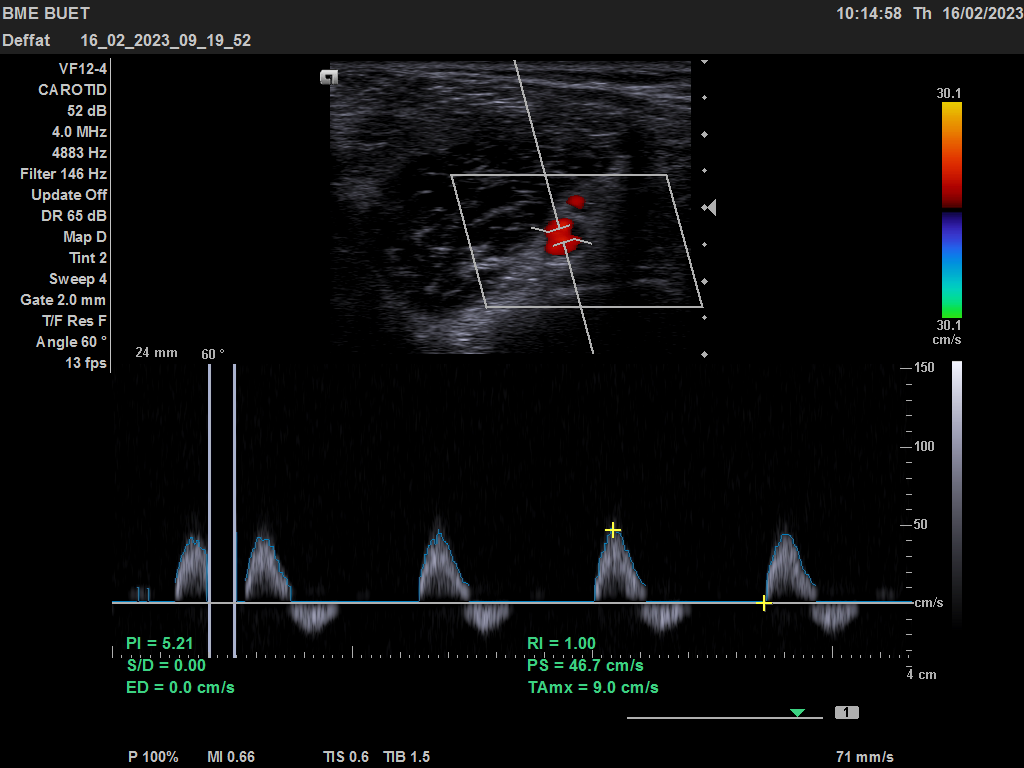 BME BUET 10:14:58 Th 16/02/2023
Deffat 16_02_2023_09_19_52
VF12-4
CAROTID
52 dB
4.0 MHz
4883 Hz
Filter 146 Hz
Update Off
DR 65 dB
Map D
Tint 2
Sweep 4
Gate 2.0 mm
T/F Res F
Angle 60 °
13 fps
30.1
30.1
cm/s
24 mm 60 °
150
100
50
cm/s
PI = 5.21 RI = 1.00
S/D = 0.00 PS = 46.7 cm/s
ED = 0.0 cm/s TAmx = 9.0 cm/s
4 cm
1
P 100% MI 0.66 TIS 0.6 TIB 1.5 71 mm/s